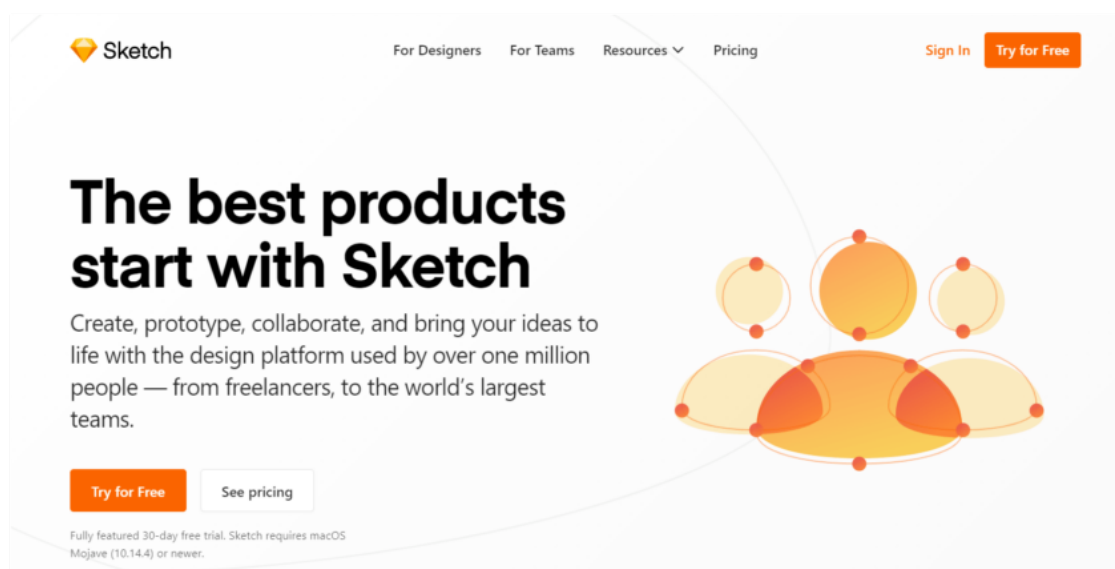 Sketch
For Designers
For Teams
Resources
Pricing
Sign In
Try for Free
The best products
start with Sketch
Create, prototype, collaborate, and bring your ideas to
life with the design platform used by over one million
people — from freelancers, to the world’s largest
teams.
Try for Free
See pricing
Fully featured 30-day free trial. Sketch requires macOS
Mojave (10.14.4) or newer.